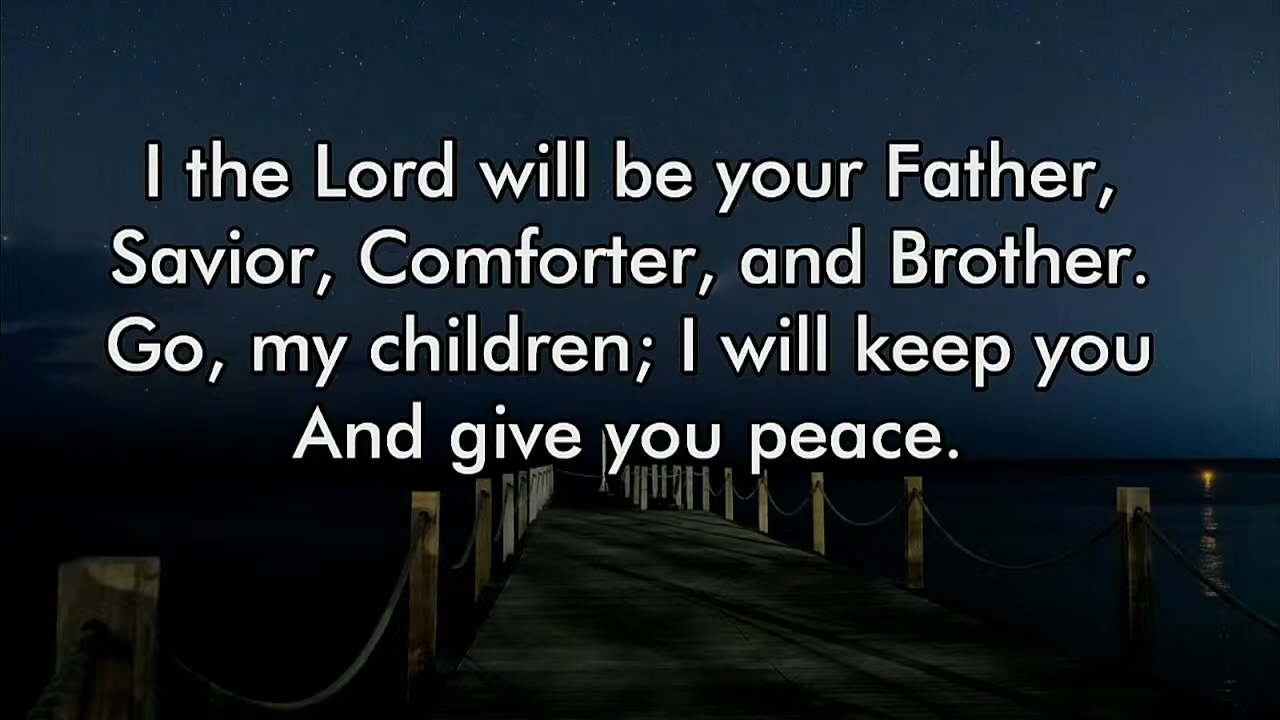 I the Lord will be your Father,
Savior, Comforter, and Brother.
Go, my children; I will keep you
And give you peace.